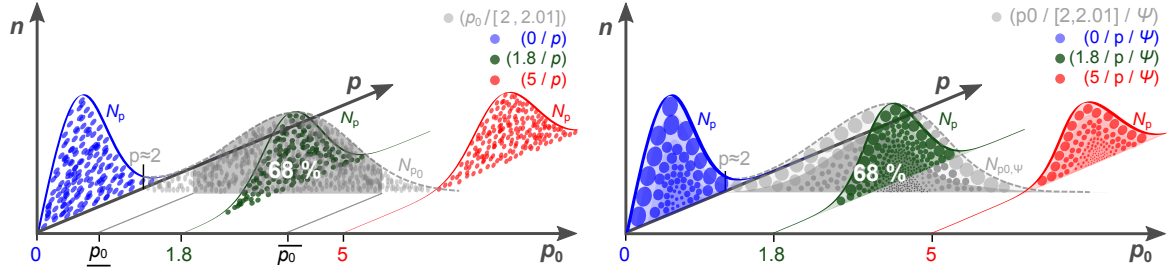 n
(p₀ / [2 , 2.01])
(0 / p)
(1.8 / p)
(5 / p)
p
Nₚ
Nₚ
Nₚ
p≈2
68 %
Nₚ₀
0
p₀
1.8
p₀
5
p₀
n
(p0 / [2,2.01] / Ψ)
(0 / p / Ψ)
(1.8 / p / Ψ)
(5 / p / Ψ)
p
Nₚ
Nₚ
Nₚ
p≈2
68 %
Nₚ₀,Ψ
0
1.8
5
p₀